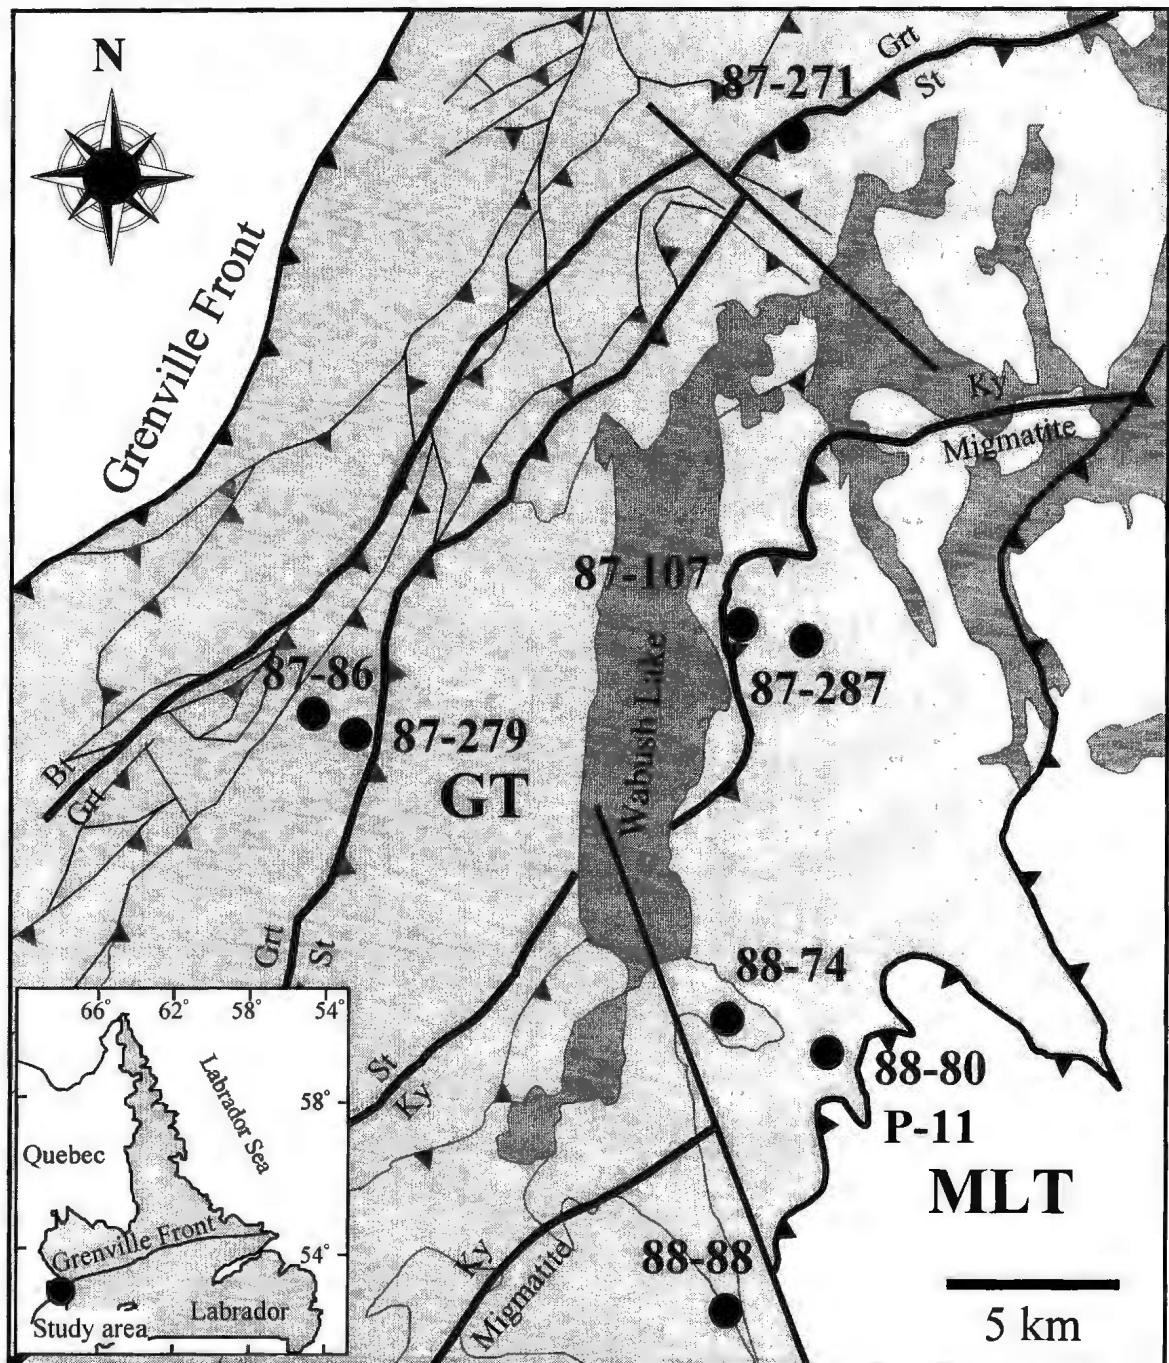 N
Grt
St
87-271
Grenville Front
Ky
Migmatite
87-107
87-287
Wabush Lake
87-86
87-279
GT
Bt
Grt
Grt
St
88-74
88-80
P-11
MLT
St
Ky
Ky
Migmatite
88-88
5 km
66°
62°
58°
54°
Labrador Sea
58°
Quebec
Grenville Front
54°
Labrador
Study area